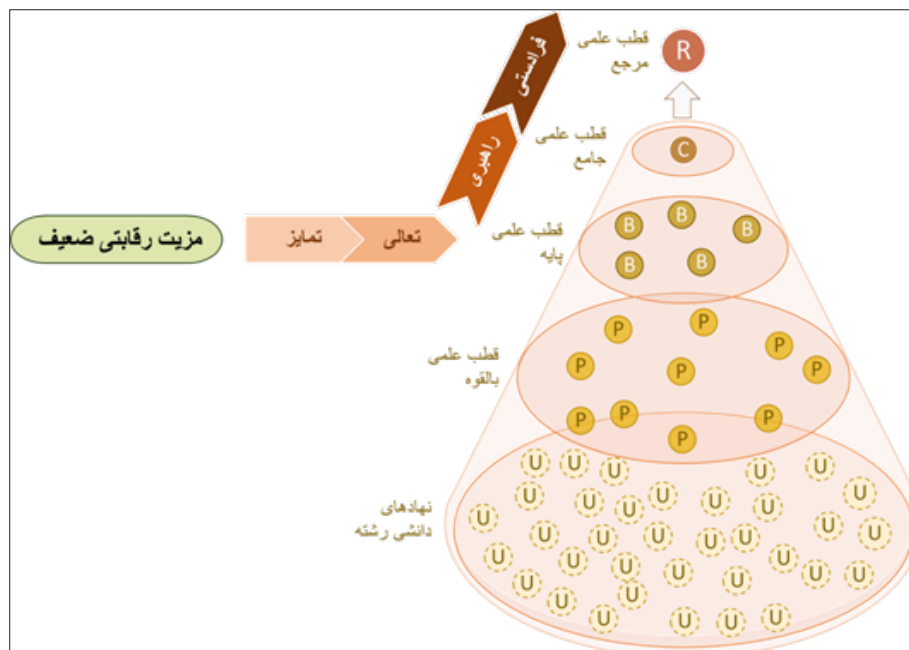 قطب علمی
مرجع
R
فرادستی
راهبری
قطب علمی
جامع
C
مزیت رقابتی ضعیف
تمایز
تعالی
قطب علمی
پایه
B B B
B B
قطب علمی
بالقوه
P P P
P P P
P P P
P
نهادهای
دانشی رشته
U U U U U
U U U U U U U
U U U U U U U U
U U U U U U U U
U U U
U U U U